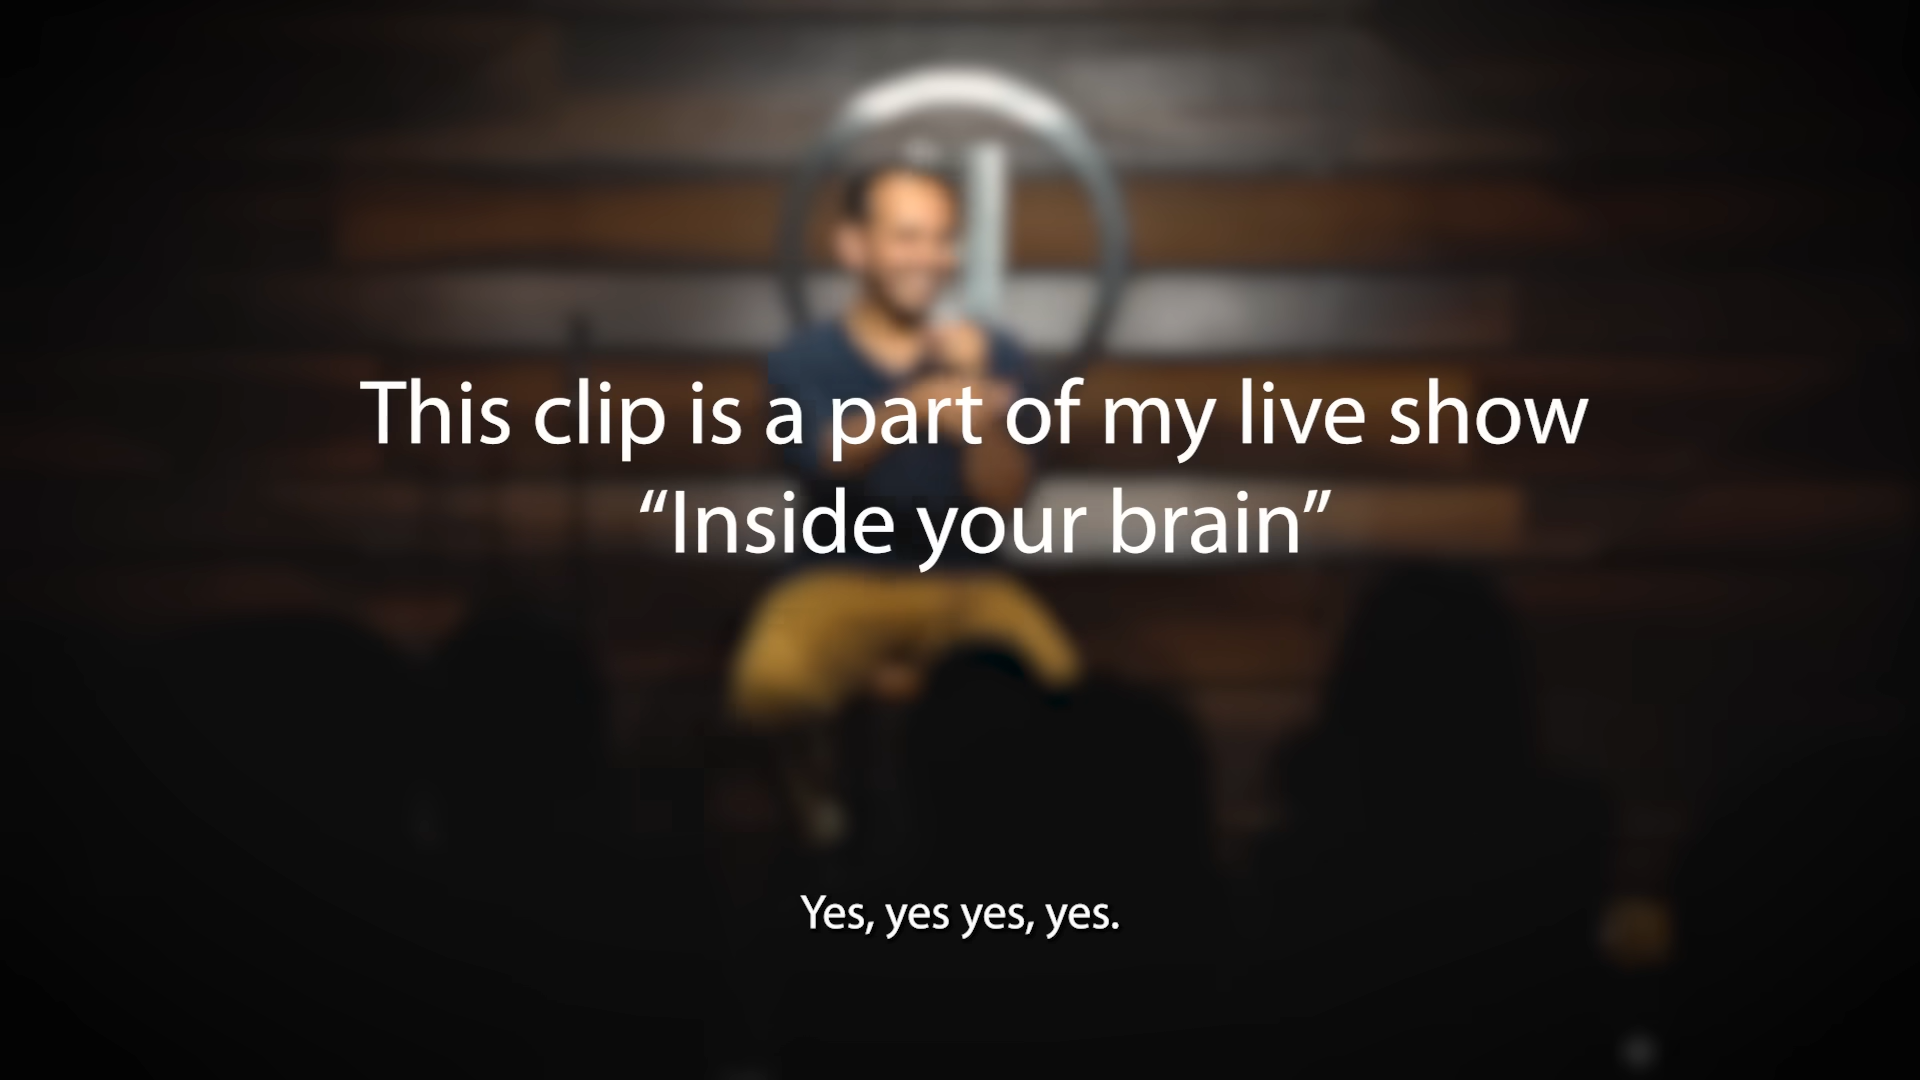 This clip is a part of my live show
“Inside your brain”
Yes, yes yes, yes.